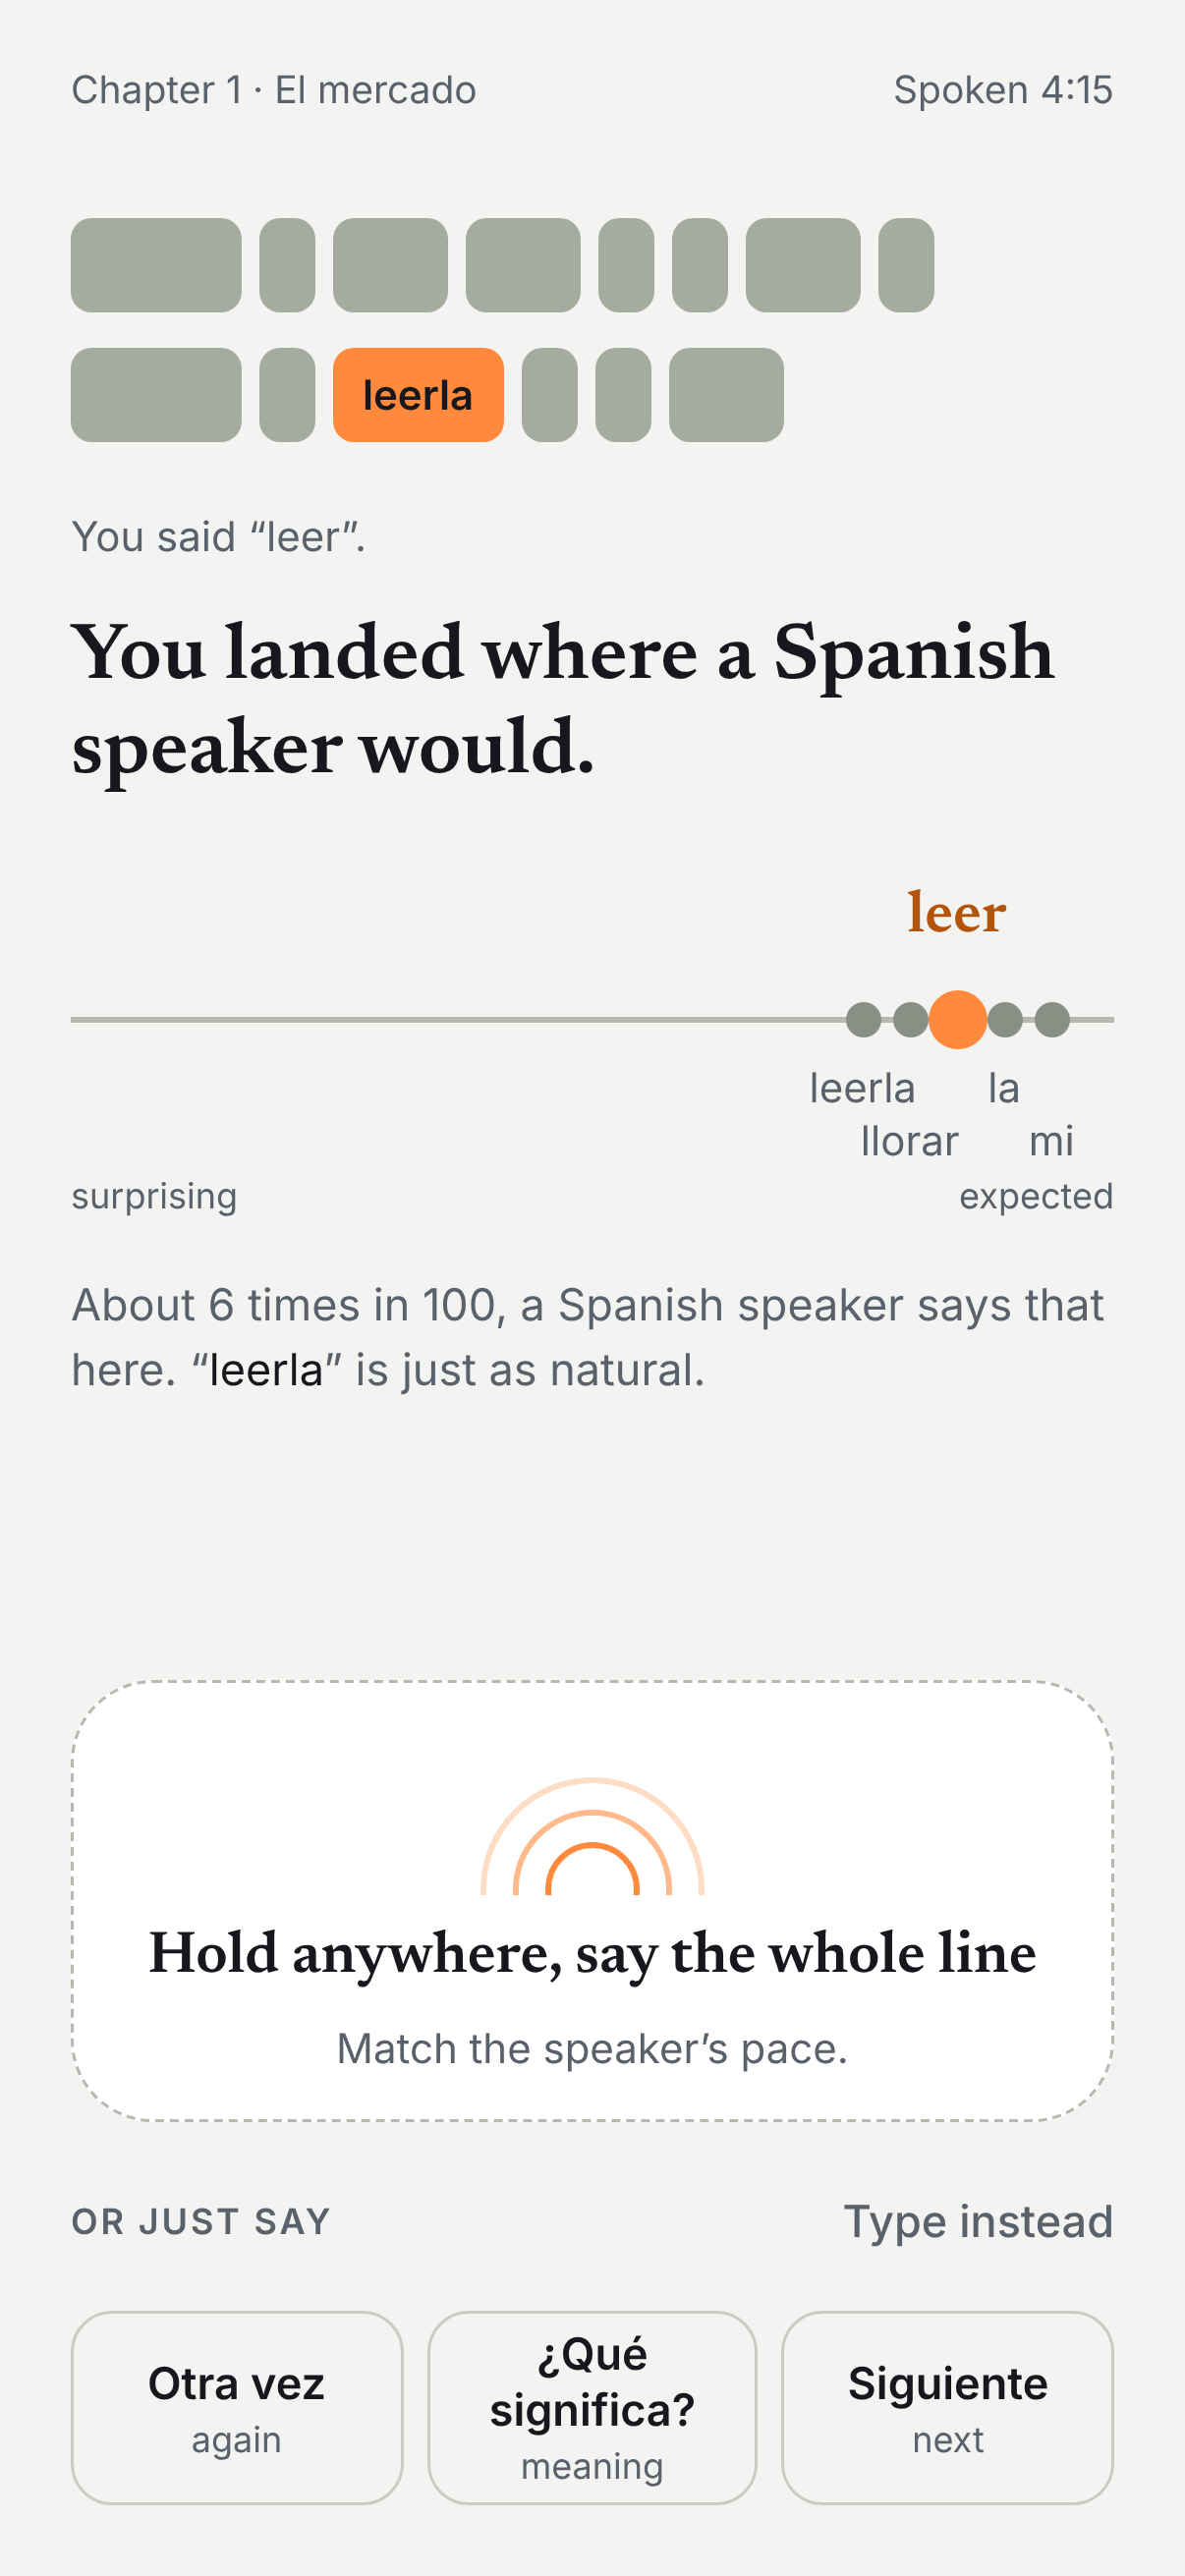 Chapter 1 · El mercado
Spoken 4:15
leerla
You said “leer”.
You landed where a Spanish
speaker would.
leer
leerla
la
llorar
mi
surprising
expected
About 6 times in 100, a Spanish speaker says that
here. “leerla” is just as natural.
Hold anywhere, say the whole line
Match the speaker’s pace.
OR JUST SAY
Type instead
Otra vez
again
¿Qué
significa?
meaning
Siguiente
next